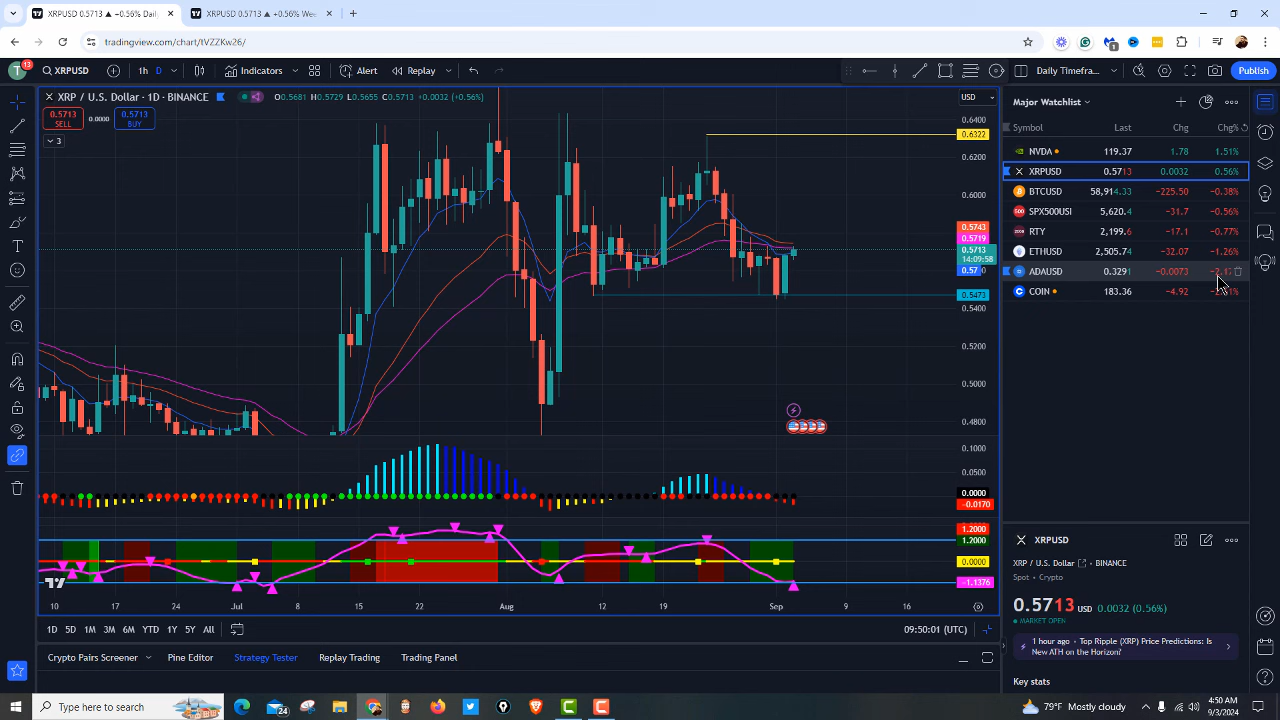 XRPUSD 0.5713 ▲ +0.56% Daily
XRPUSD 0.5713 ▲ +0.56% Wee
tradingview.com/chart/tVZZKw26/
T 13 XRPUSD 1h D Indicators Alert Replay Daily Timefra... Publish
XRP / U.S. Dollar · 1D · BINANCE O0.5681 H0.5729 L0.5655 C0.5713 +0.0032 (+0.56%) USD
0.5713 SELL 0.0000 0.5713 BUY
3
0.6400
0.6322
0.6200
0.6000
0.5743
0.5719
0.5713
14:09:58
0.5473
0.5400
0.5200
0.5000
0.4800
0.1000
0.0500
0.0000
-0.0170
1.2000
1.2000
0.0000
-1.1376
10 17 24 Jul 8 15 22 Aug 12 19 Sep 9 16
1D 5D 1M 3M 6M YTD 1Y 5Y All 09:50:01 (UTC)
Crypto Pairs Screener Pine Editor Strategy Tester Replay Trading Trading Panel
Major Watchlist
Symbol Last Chg Chg%
NVDA 119.37 1.78 1.51%
XRPUSD 0.5713 0.0032 0.56%
BTCUSD 58,914.33 -225.50 -0.38%
SPX500USD 5,620.4 -31.7 -0.56%
RTY 2,199.6 -17.1 -0.77%
ETHUSD 2,505.74 -32.07 -1.26%
ADAUSD 0.3291 -0.0073
COIN 183.36 -4.92
XRPUSD
XRP / U.S. Dollar · BINANCE
Spot · Crypto
0.5713 USD 0.0032 (0.56%)
MARKET OPEN
1 hour ago · Top Ripple (XRP) Price Predictions: Is
New ATH on the Horizon?
Key stats
Type here to search
24
79°F Mostly cloudy
4:50 AM
9/2/2024